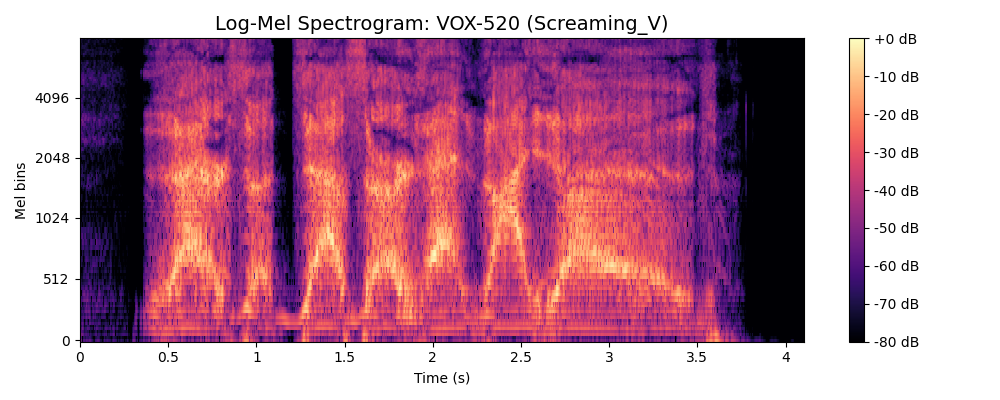 Log-Mel Spectrogram: VOX-520 (Screaming_V)
Mel bins
4096
2048
1024
512
0
0 0.5 1 1.5 2 2.5 3 3.5 4
Time (s)
+0 dB
-10 dB
-20 dB
-30 dB
-40 dB
-50 dB
-60 dB
-70 dB
-80 dB